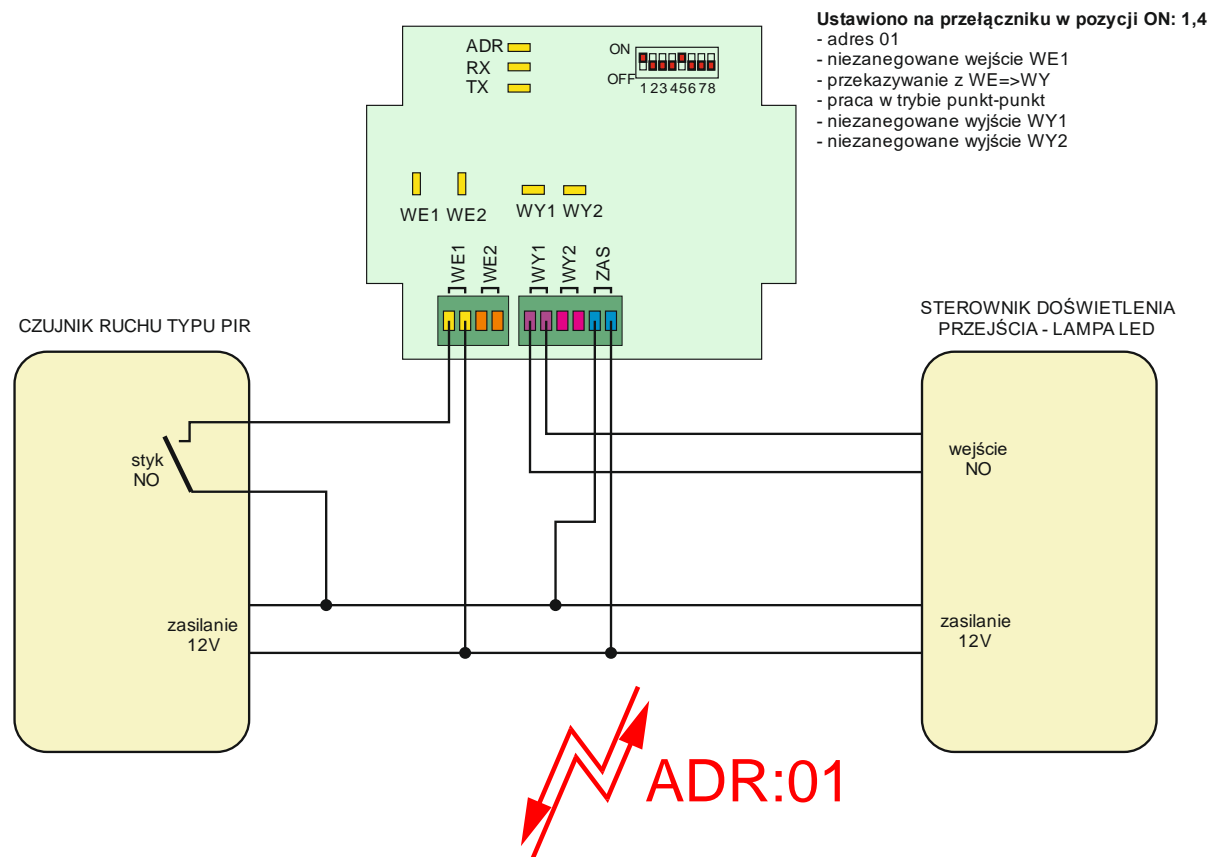 Ustawiono na przełączniku w pozycji ON: 1,4
- adres 01
- niezanegowane wejście WE1
- przekazywanie z WE=>WY
- praca w trybie punkt-punkt
- niezanegowane wyjście WY1
- niezanegowane wyjście WY2
ADR
RX
TX
ON
OFF
12345678
WE1 WE2
WY1 WY2
WE1
WE2
WY1
WY2
ZAS
CZUJNIK RUCHU TYPU PIR
styk
NO
zasilanie
12V
STEROWNIK DOŚWIETLENIA
PRZEJŚCIA - LAMPA LED
wejście
NO
zasilanie
12V
ADR:01